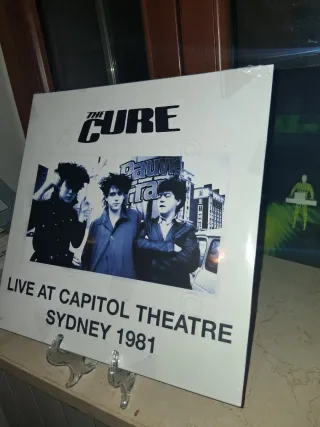 THE
CURE
LIVE AT CAPITOL THEATRE
SYDNEY 1981